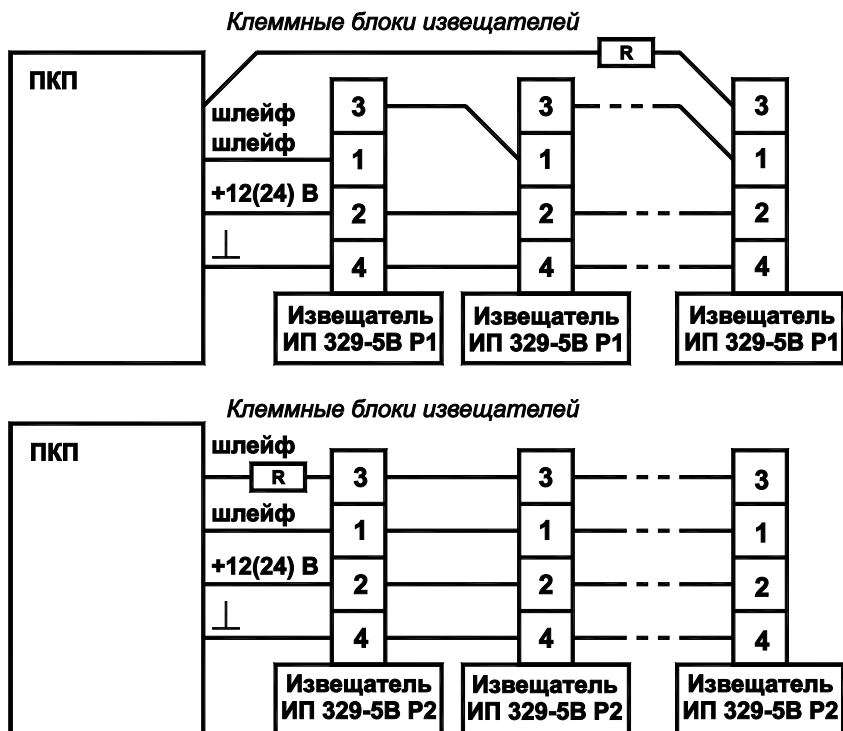 Клеммные блоки извещателей
R
ПКП
шлейф
3
3
3
шлейф
1
1
1
+12(24) В
2
2
2
4
4
4
Извещатель
ИП 329-5В Р1
Извещатель
ИП 329-5В Р1
Извещатель
ИП 329-5В Р1
Клеммные блоки извещателей
ПКП
шлейф
R
3
3
3
шлейф
1
1
1
+12(24) В
2
2
2
4
4
4
Извещатель
ИП 329-5В Р2
Извещатель
ИП 329-5В Р2
Извещатель
ИП 329-5В Р2